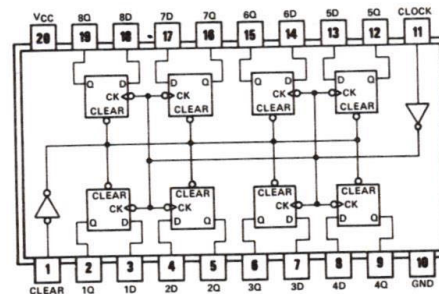 VCC 8Q 8D 7D 7Q 6Q 6D 5D 5Q CLOCK
20 19 18 17 16 15 14 13 12 11
Q D D Q Q D D Q
CK CK CK CK
CLEAR CLEAR CLEAR CLEAR
CLEAR CLEAR CLEAR CLEAR
CK CK CK CK
Q D D Q Q D D Q
1 2 3 4 5 6 7 8 9 10
CLEAR 1Q 1D 2D 2Q 3Q 3D 4D 4Q GND